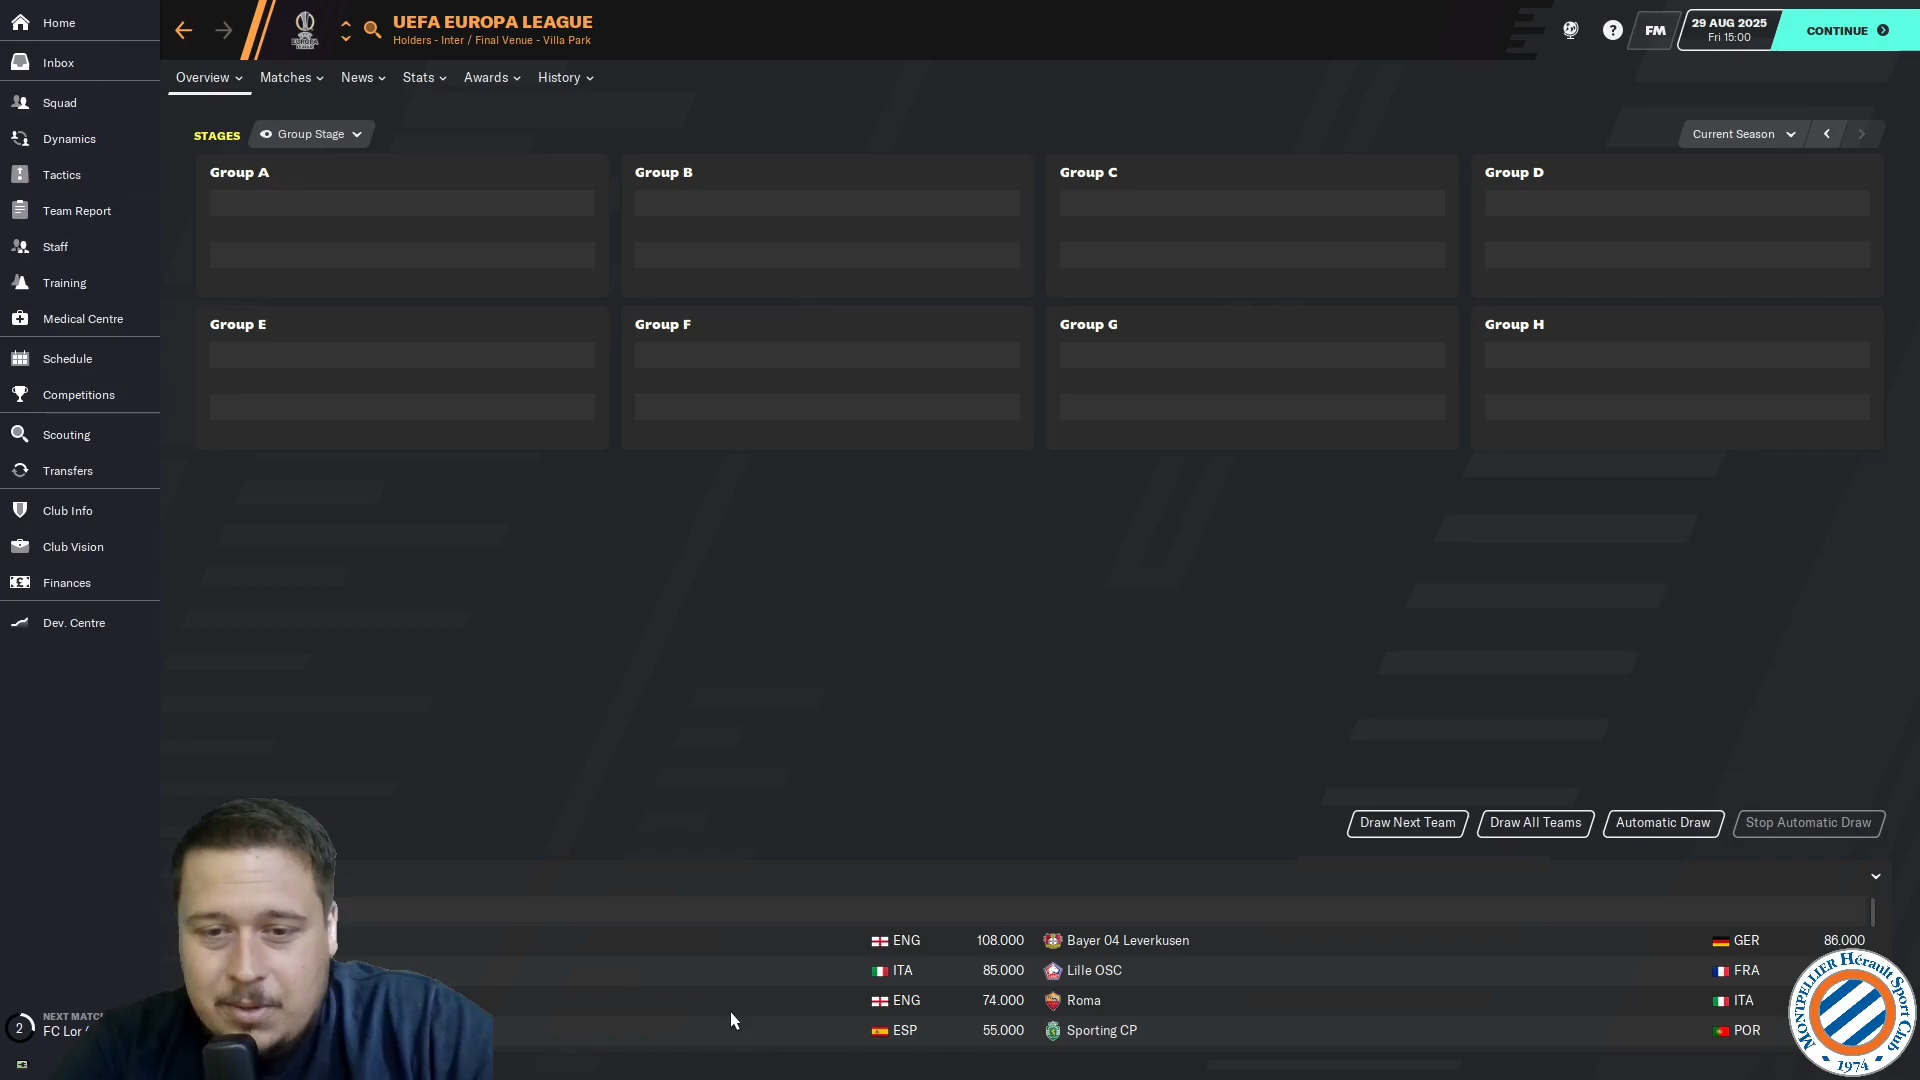 Home
Inbox
Squad
Dynamics
Tactics
Team Report
Staff
Training
Medical Centre
Schedule
Competitions
Scouting
Transfers
Club Info
Club Vision
Finances
Dev. Centre
2
NEXT MATCH
FC Lor
UEFA EUROPA LEAGUE
Holders - Inter / Final Venue - Villa Park
FM
29 AUG 2025
Fri 15:00
CONTINUE
Overview Matches News Stats Awards History
STAGES Group Stage
Current Season
Group A Group B Group C Group D
Group E Group F Group G Group H
Draw Next Team Draw All Teams Automatic Draw Stop Automatic Draw
ENG 108.000 Bayer 04 Leverkusen GER 86.000
ITA 85.000 Lille OSC FRA
ENG 74.000 Roma ITA
ESP 55.000 Sporting CP POR
MONTPELLIER Hérault Sport Club
1974